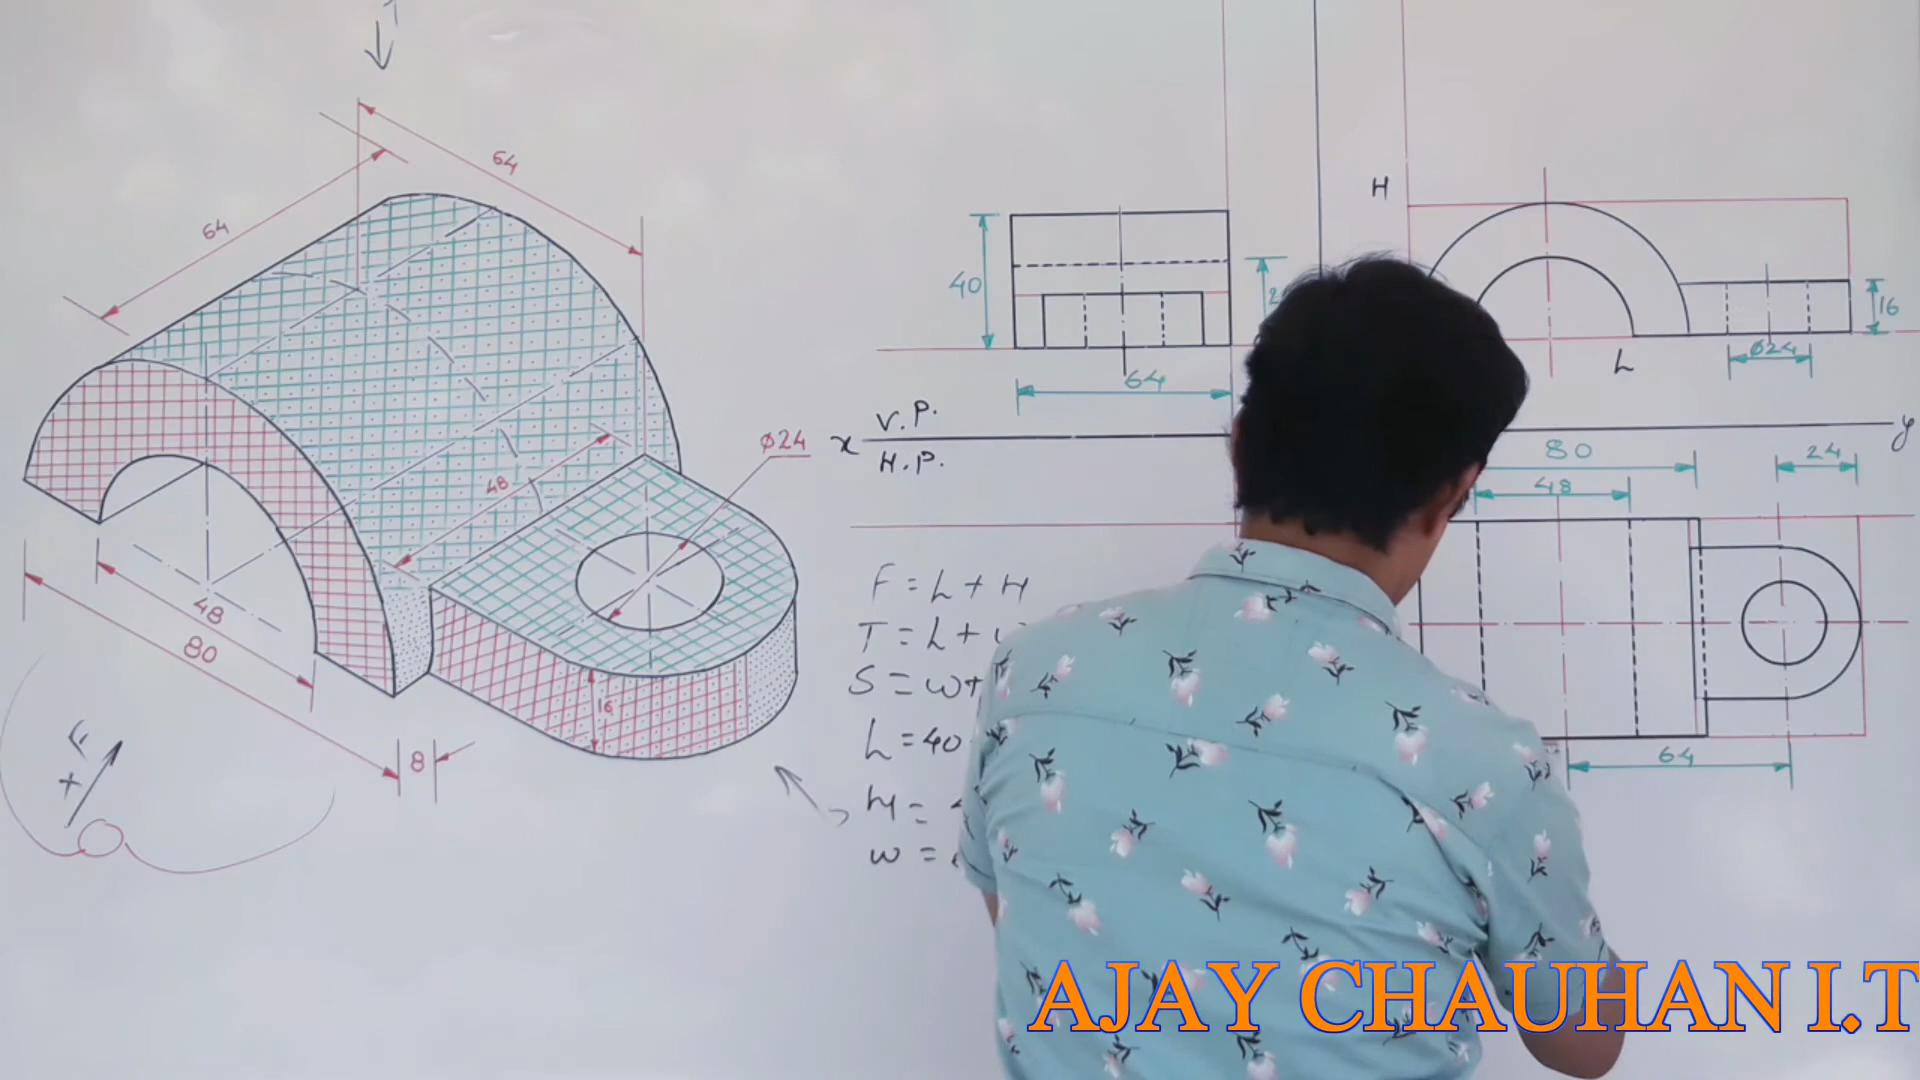 64
64
48
Ø24
16
48
80
8
F
40
64
H
L
16
Ø24
V.P.
x
H.P.
y
80
24
48
64
F = L + H
T = L +
S = W+
L = 40
H =
W =
AJAY CHAUHAN I.T